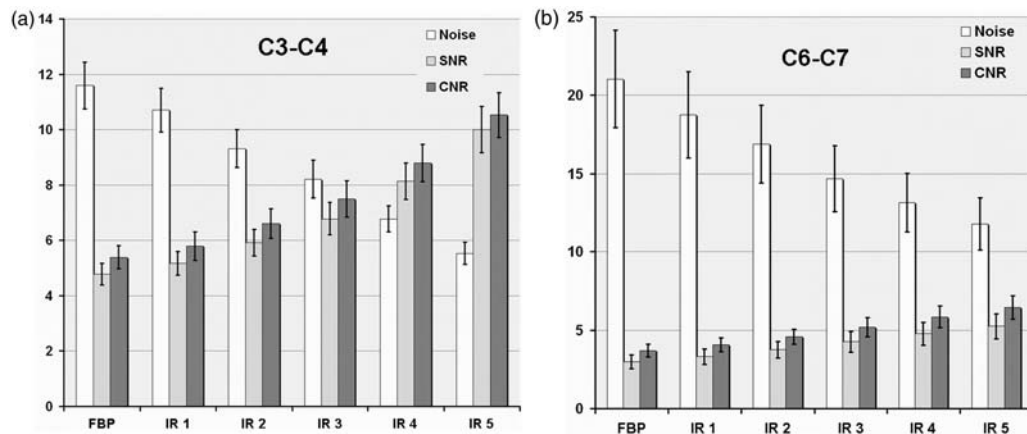 (a)
C3-C4
Noise
SNR
CNR
14
12
10
8
6
4
2
0
FBP IR 1 IR 2 IR 3 IR 4 IR 5
(b)
C6-C7
Noise
SNR
CNR
25
20
15
10
5
0
FBP IR 1 IR 2 IR 3 IR 4 IR 5